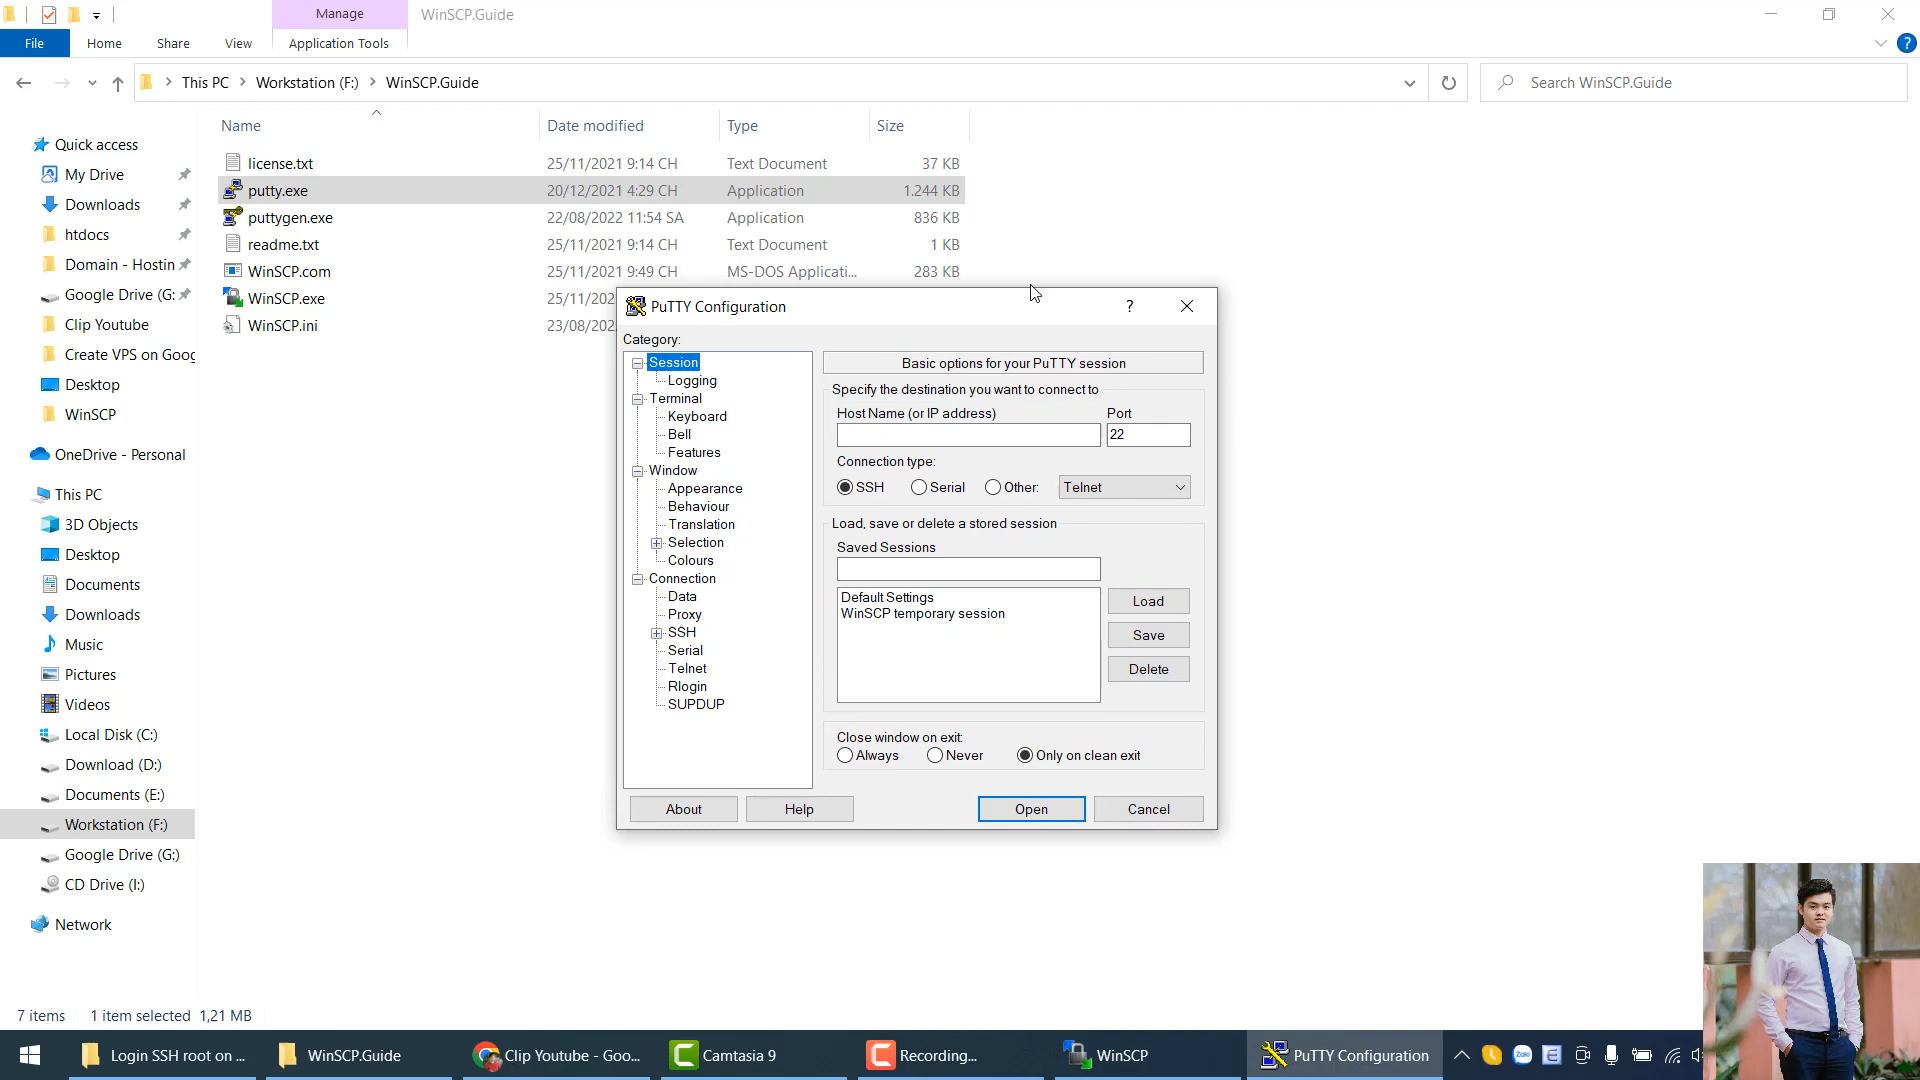 Manage
WinSCP.Guide
File
Home
Share
View
Application Tools
?
This PC
Workstation (F:)
WinSCP.Guide
Search WinSCP.Guide
Name
Date modified
Type
Size
license.txt
25/11/2021 9:14 CH
Text Document
37 KB
putty.exe
20/12/2021 4:29 CH
Application
1.244 KB
puttygen.exe
22/08/2022 11:54 SA
Application
836 KB
readme.txt
25/11/2021 9:14 CH
Text Document
1 KB
WinSCP.com
25/11/2021 9:49 CH
MS-DOS Applicati...
283 KB
WinSCP.exe
25/11/202
WinSCP.ini
23/08/202
Quick access
My Drive
Downloads
htdocs
Domain - Hostin
Google Drive (G:
Clip Youtube
Create VPS on Goog
Desktop
WinSCP
OneDrive - Personal
This PC
3D Objects
Desktop
Documents
Downloads
Music
Pictures
Videos
Local Disk (C:)
Download (D:)
Documents (E:)
Workstation (F:)
Google Drive (G:)
CD Drive (I:)
Network
PuTTY Configuration
?
Category:
Session
Logging
Terminal
Keyboard
Bell
Features
Window
Appearance
Behaviour
Translation
Selection
Colours
Connection
Data
Proxy
SSH
Serial
Telnet
Rlogin
SUPDUP
Basic options for your PuTTY session
Specify the destination you want to connect to
Host Name (or IP address)
Port
22
Connection type:
SSH
Serial
Other:
Telnet
Load, save or delete a stored session
Saved Sessions
Default Settings
WinSCP temporary session
Load
Save
Delete
Close window on exit:
Always
Never
Only on clean exit
About
Help
Open
Cancel
7 items
1 item selected 1,21 MB
Login SSH root on ...
WinSCP.Guide
Clip Youtube - Goo...
Camtasia 9
Recording...
WinSCP
PuTTY Configuration
Zalo
E